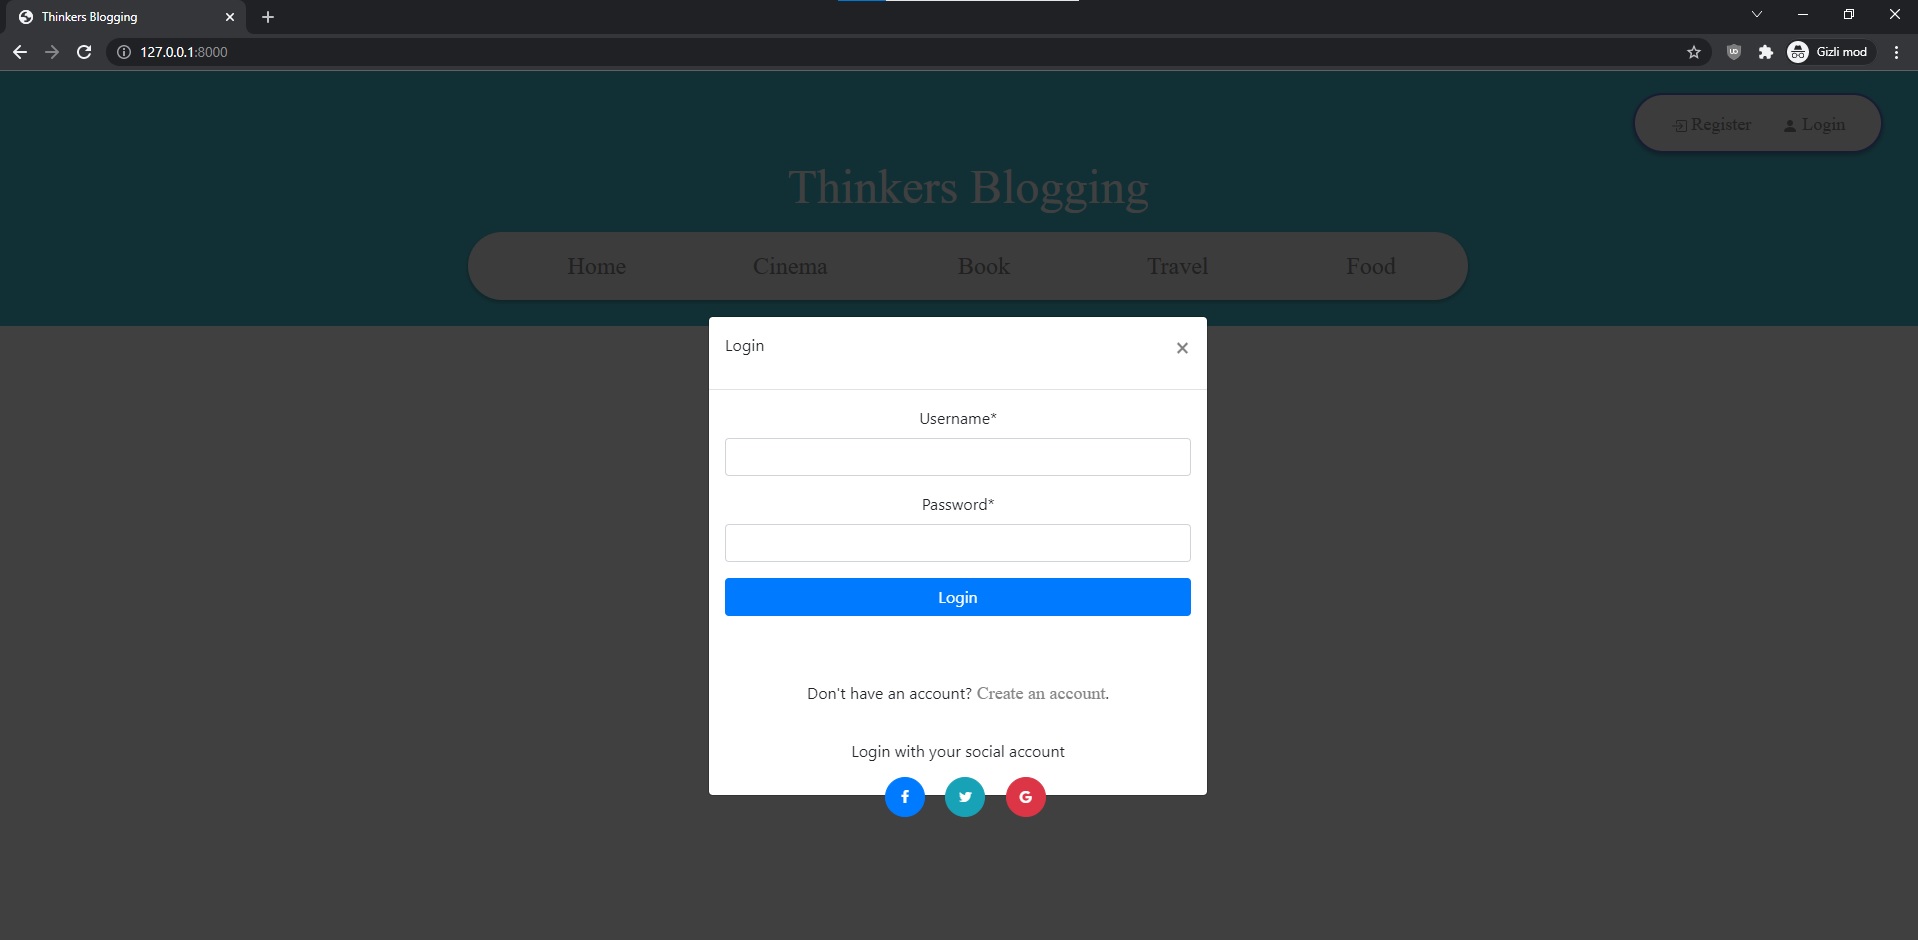 Thinkers Blogging
127.0.0.1:8000
Gizli mod
Register Login
Thinkers Blogging
Home Cinema Book Travel Food
Login
Username*
Password*
Login
Don't have an account? Create an account.
Login with your social account